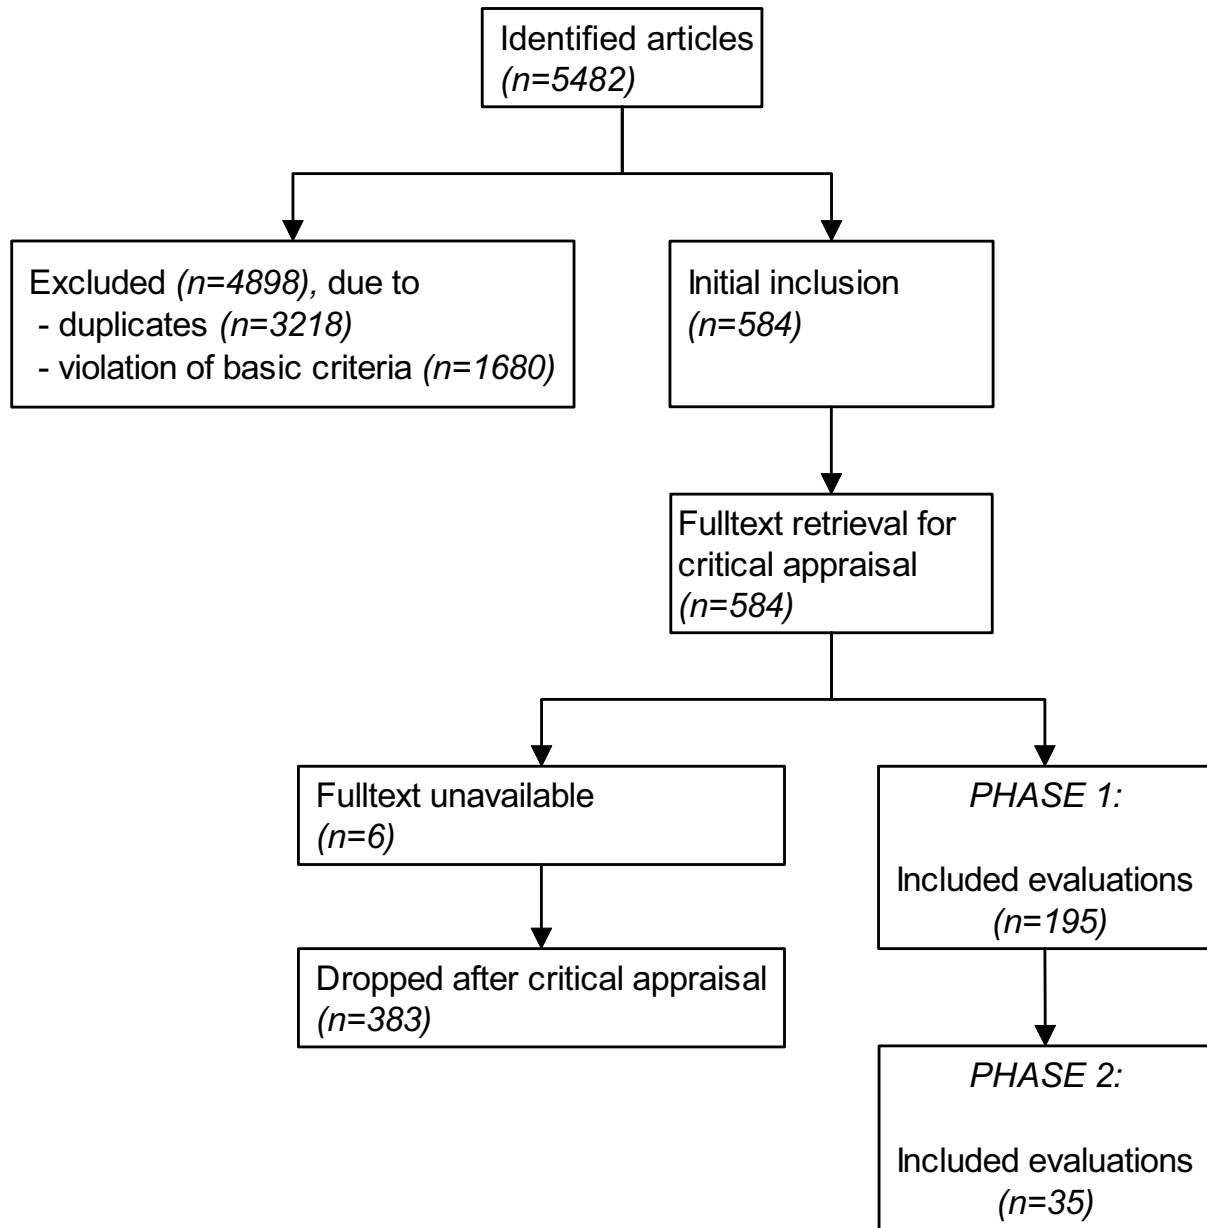 Identified articles
(n=5482)
Excluded (n=4898), due to
- duplicates (n=3218)
- violation of basic criteria (n=1680)
Initial inclusion
(n=584)
Fulltext retrieval for
critical appraisal
(n=584)
Fulltext unavailable
(n=6)
Dropped after critical appraisal
(n=383)
PHASE 1:
Included evaluations
(n=195)
PHASE 2:
Included evaluations
(n=35)